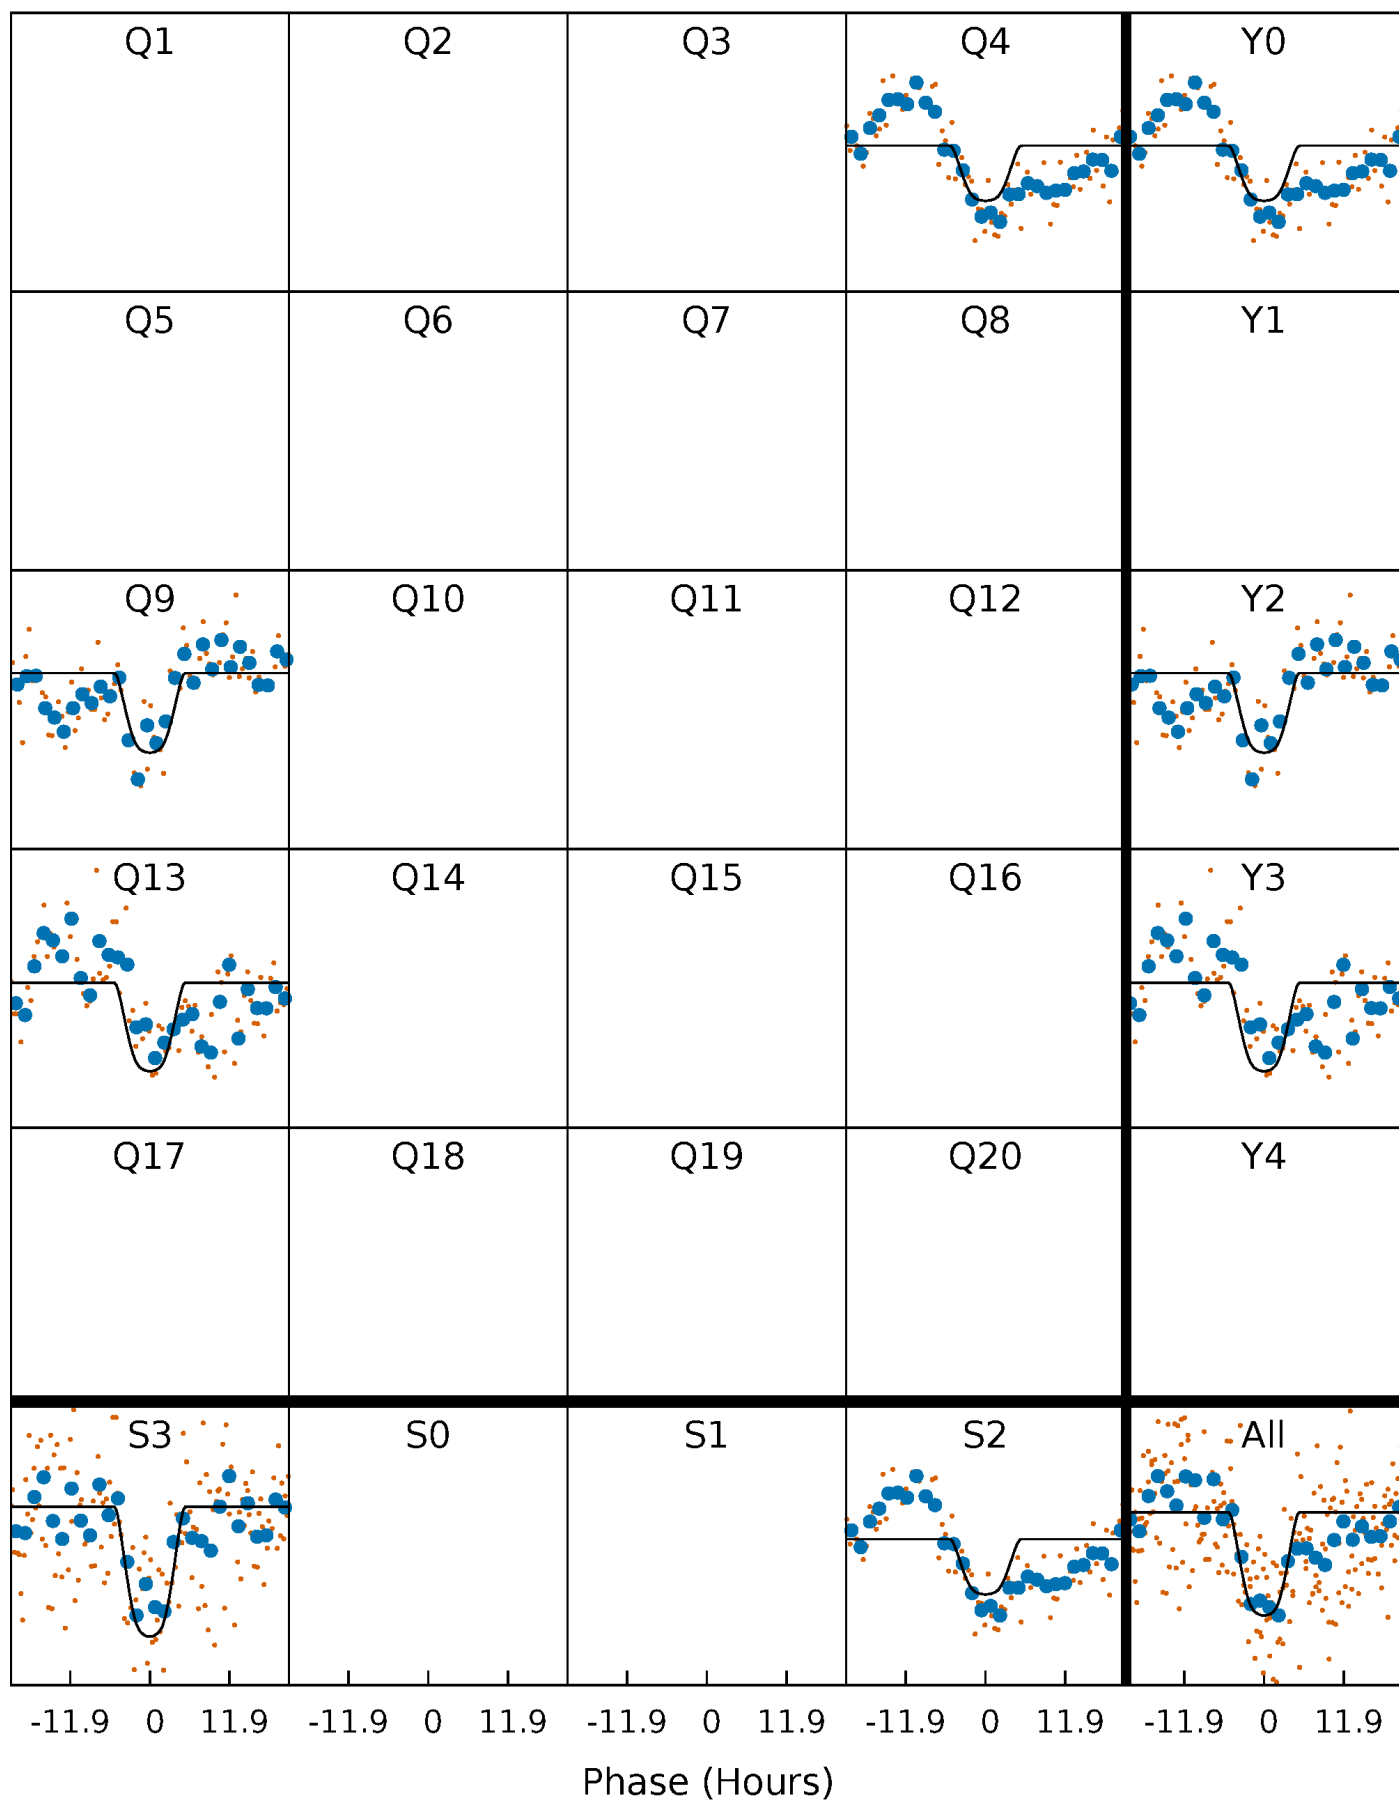 Q1 Q2 Q3 Q4 Y0
Q5 Q6 Q7 Q8 Y1
Q9 Q10 Q11 Q12 Y2
Q13 Q14 Q15 Q16 Y3
Q17 Q18 Q19 Q20 Y4
S3 S0 S1 S2 All
-11.9 0 11.9 -11.9 0 11.9 -11.9 0 11.9 -11.9 0 11.9 -11.9 0 11.9
Phase (Hours)